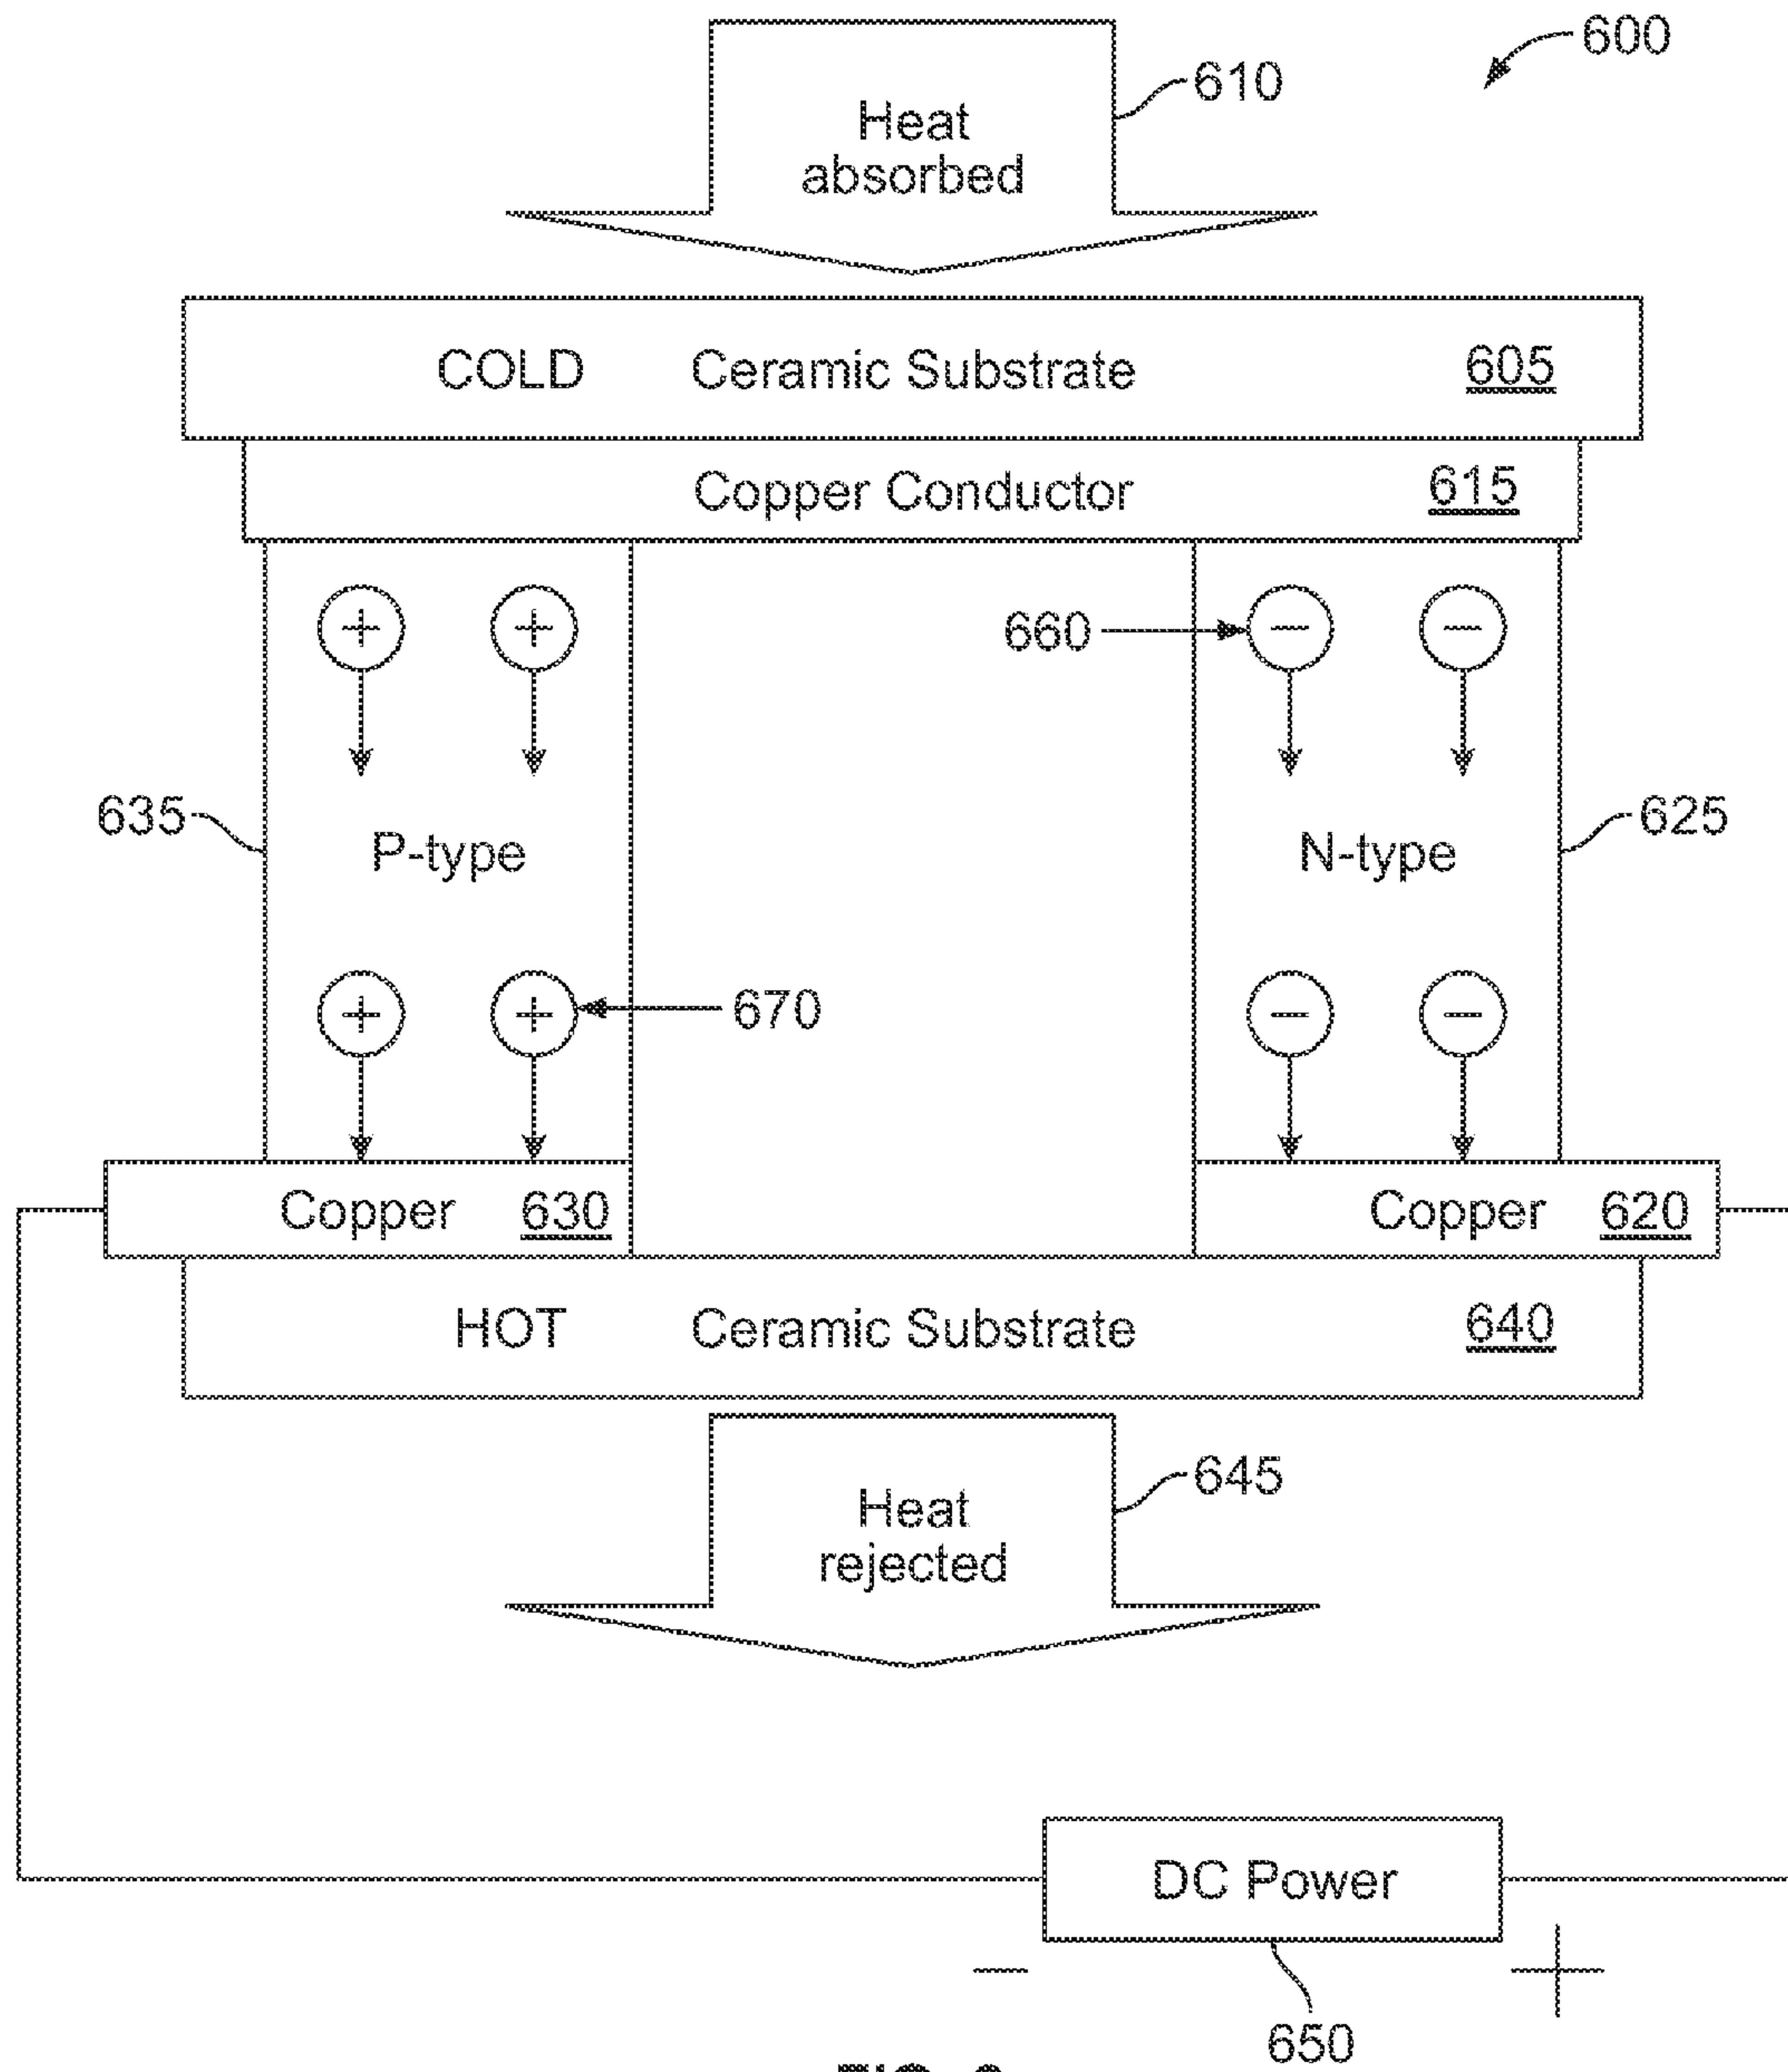 600
610
Heat
absorbed
COLD Ceramic Substrate 605
Copper Conductor 615
+ + 660 − −
635 P-type N-type 625
+ + 670 − −
Copper 630 Copper 620
HOT Ceramic Substrate 640
645
Heat
rejected
DC Power
− +
650